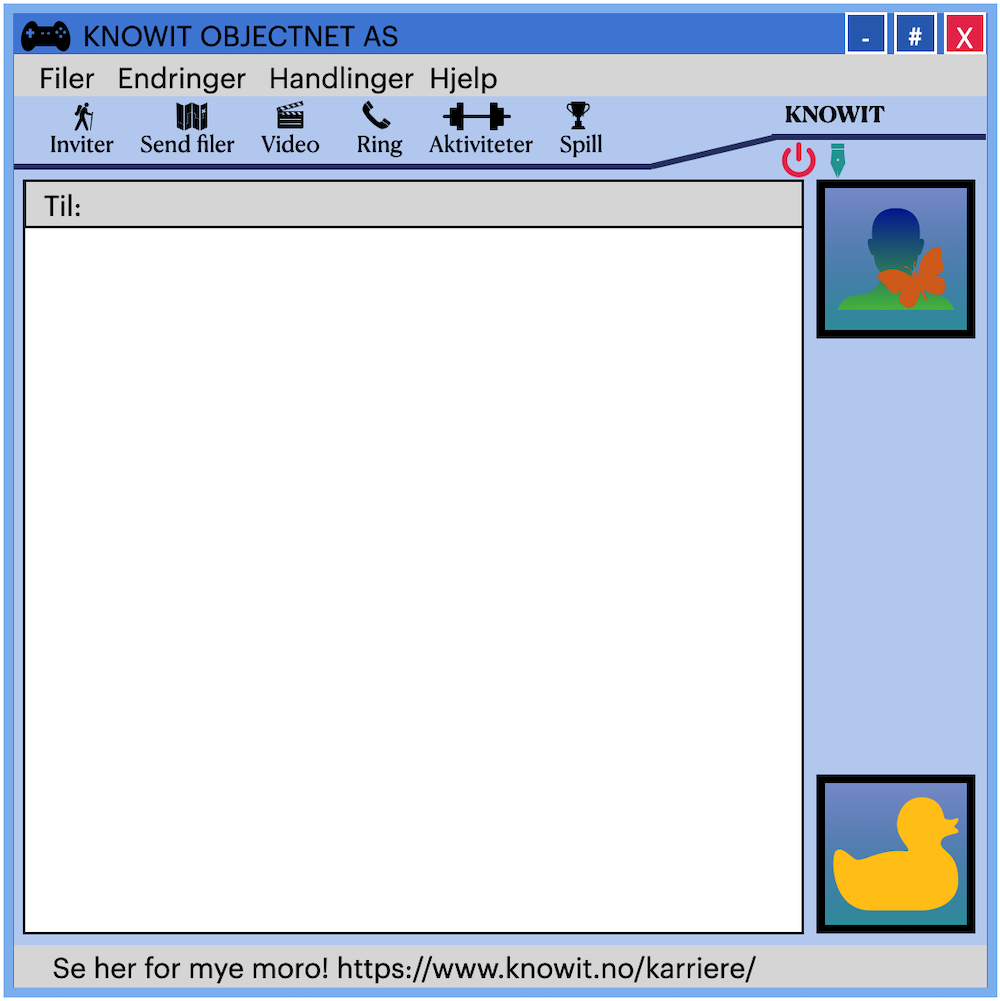 KNOWIT OBJECTNET AS - # X
Filer Endringer Handlinger Hjelp
KNOWIT
Inviter Send filer Video Ring Aktiviteter Spill
Til:
Se her for mye moro! https://www.knowit.no/karriere/